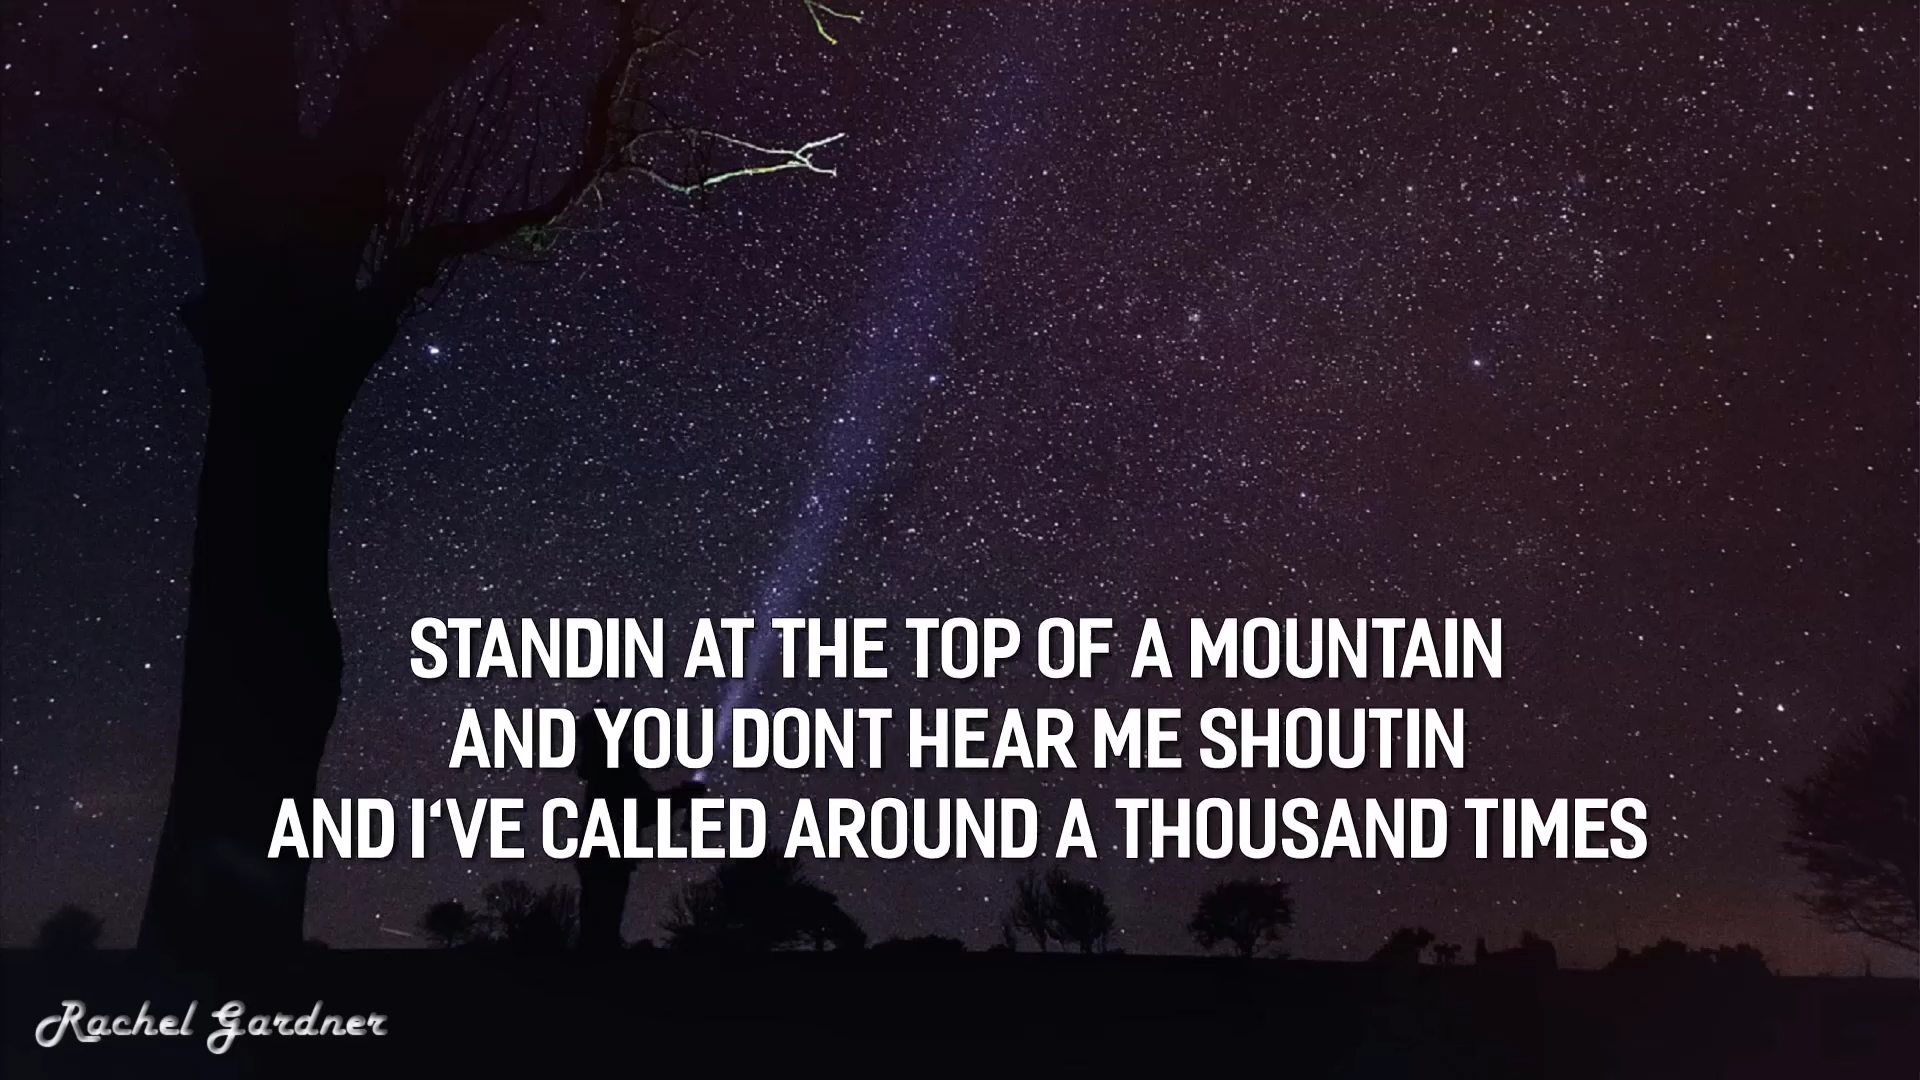 STANDIN AT THE TOP OF A MOUNTAIN
AND YOU DONT HEAR ME SHOUTIN
AND I‘VE CALLED AROUND A THOUSAND TIMES
Rachel Gardner